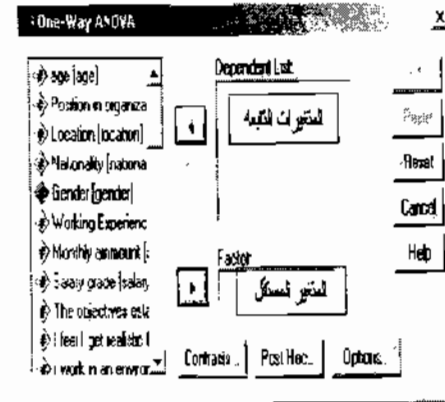 One-Way ANOVA
age [age]
Position in organiza
Location [location]
Nationality [nationa
Gender [gender]
Working Experienc
Monthly ammount [s
Salary grade [salary
The objectives esta
I feel I get realistic f
I work in an environ
Dependent List:
المتغيرات التابعة
Factor:
المتغير المستقل
Paste
Reset
Cancel
Help
Contrasts...
Post Hoc...
Options...